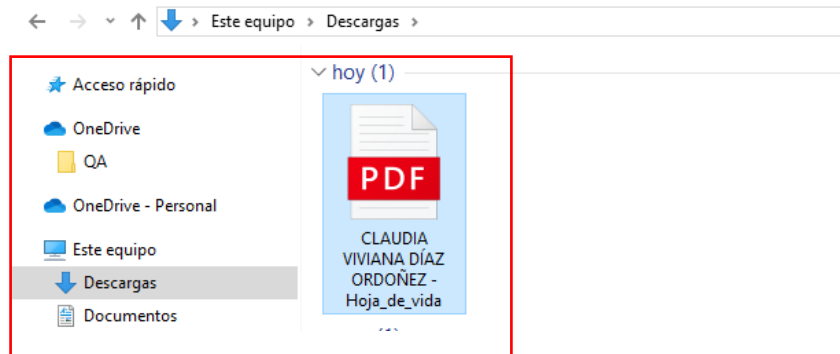 Este equipo > Descargas >
Acceso rápido
OneDrive
QA
OneDrive - Personal
Este equipo
Descargas
Documentos
hoy (1)
PDF
CLAUDIA
VIVIANA DÍAZ
ORDOÑEZ -
Hoja_de_vida